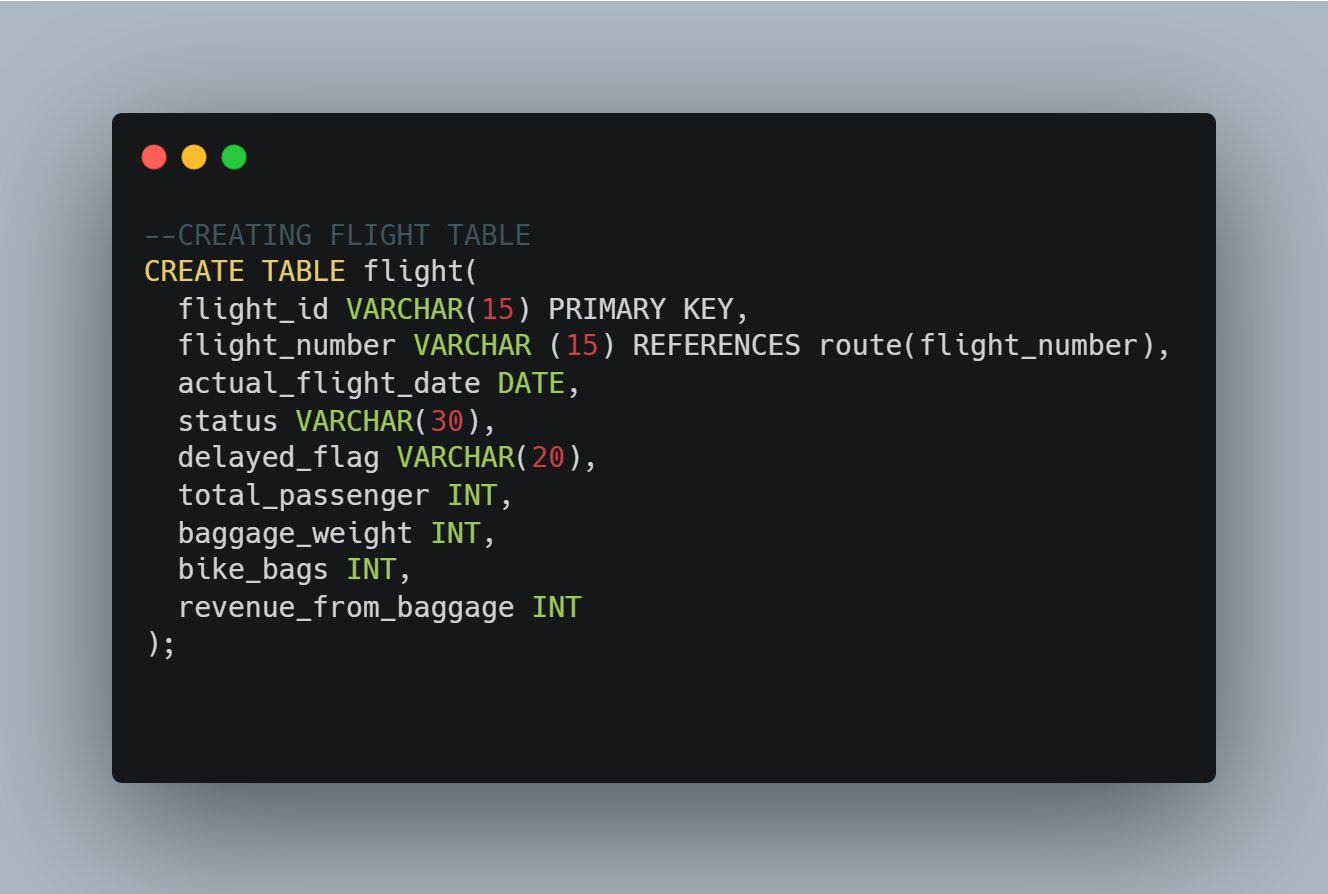 --CREATING FLIGHT TABLE
CREATE TABLE flight(
  flight_id VARCHAR(15) PRIMARY KEY,
  flight_number VARCHAR (15) REFERENCES route(flight_number),
  actual_flight_date DATE,
  status VARCHAR(30),
  delayed_flag VARCHAR(20),
  total_passenger INT,
  baggage_weight INT,
  bike_bags INT,
  revenue_from_baggage INT
);